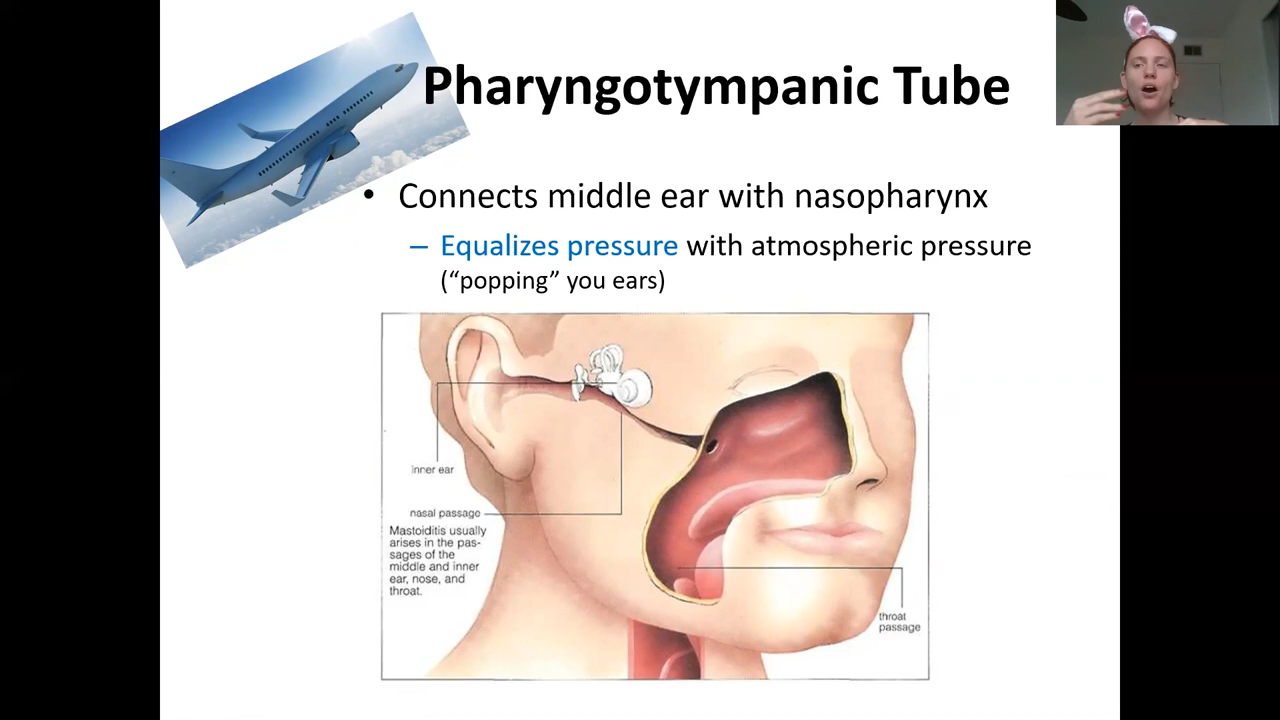 Pharyngotympanic Tube
• Connects middle ear with nasopharynx
– Equalizes pressure with atmospheric pressure
(“popping” you ears)
inner ear
nasal passage
Mastoiditis usually
arises in the pas-
sages of the
middle and inner
ear, nose, and
throat.
throat
passage